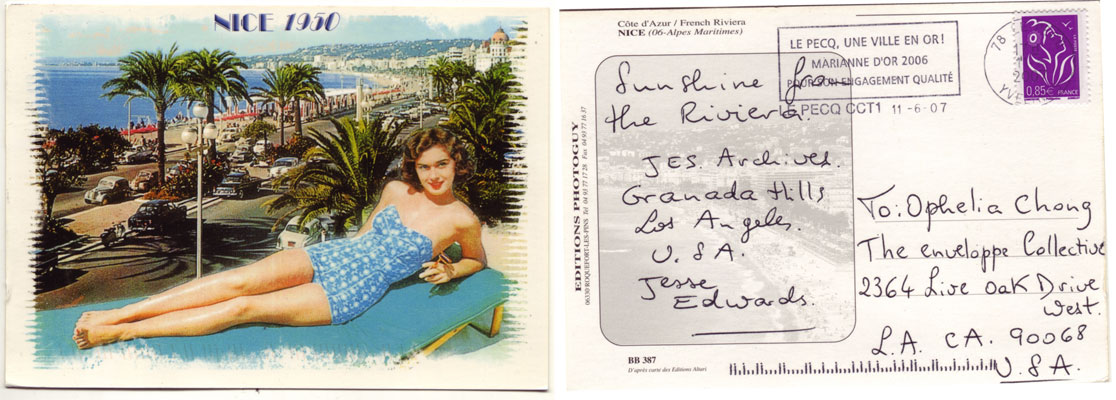 NICE 1950
Côte d'Azur / French Riviera
NICE (06-Alpes Maritimes)
LE PECQ, UNE VILLE EN OR!
MARIANNE D'OR 2006
POUR SON ENGAGEMENT QUALITÉ
LE PECQ CCT1 11-6-07
78
YV
0,85€ FRANCE
Sunshine from
the Riviera.
JES. Archives.
Granada Hills
Los Angeles.
U.S.A.
Jesse
Edwards.
EDITIONS PHOTOGUY
06330 ROQUEFORT-LES-PINS Tél 04 93 77 17 28 Fax 04 93 77 16 37
To: Ophelia Chong
The enveloppe Collective
2364 Live Oak Drive
West.
L.A. CA. 90068
U.S.A.
BB 387
D'après carte des Editions Altari